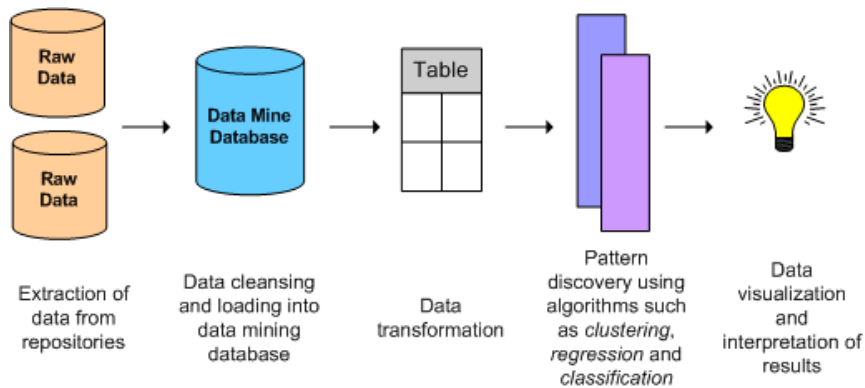 Raw
Data
Raw
Data
Data Mine
Database
Table
Extraction of
data from
repositories
Data cleansing
and loading into
data mining
database
Data
transformation
Pattern
discovery using
algorithms such
as clustering,
regression and
classification
Data
visualization
and
interpretation of
results